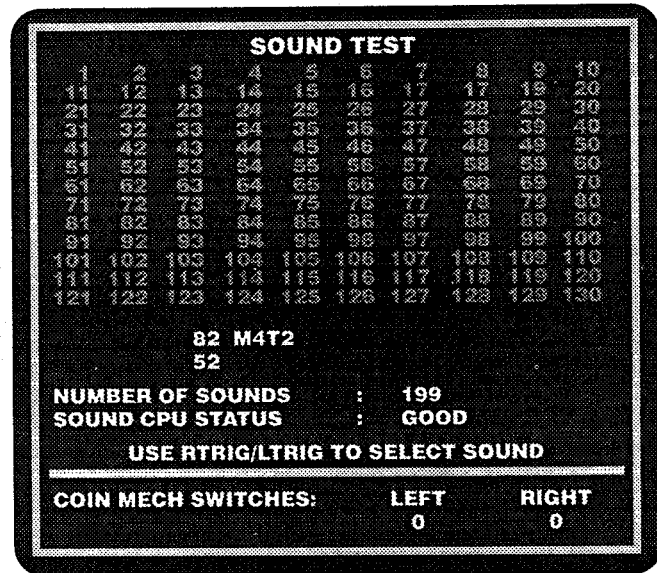 SOUND TEST
1 2 3 4 5 6 7 8 9 10
11 12 13 14 15 16 17 17 19 20
21 22 23 24 25 26 27 28 29 30
31 32 33 34 35 36 37 38 39 40
41 42 43 44 45 46 47 48 49 50
51 52 53 54 55 56 57 58 59 60
61 62 63 64 65 66 67 68 69 70
71 72 73 74 75 76 77 78 79 80
81 82 83 84 85 86 87 88 89 90
91 92 93 94 95 96 97 98 99 100
101 102 103 104 105 106 107 108 109 110
111 112 113 114 115 116 117 118 119 120
121 122 123 124 125 126 127 128 129 130
82 M4T2
52
NUMBER OF SOUNDS : 199
SOUND CPU STATUS : GOOD
USE RTRIG/LTRIG TO SELECT SOUND
COIN MECH SWITCHES: LEFT RIGHT
0 0